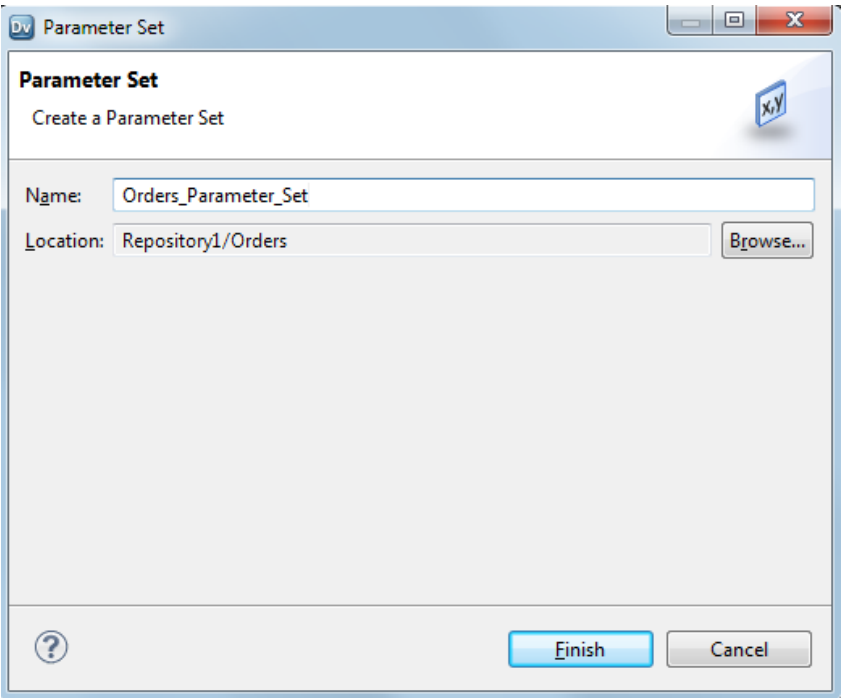 Dv Parameter Set
Parameter Set
Create a Parameter Set
x,y
Name: Orders_Parameter_Set
Location: Repository1/Orders Browse...
? Finish Cancel